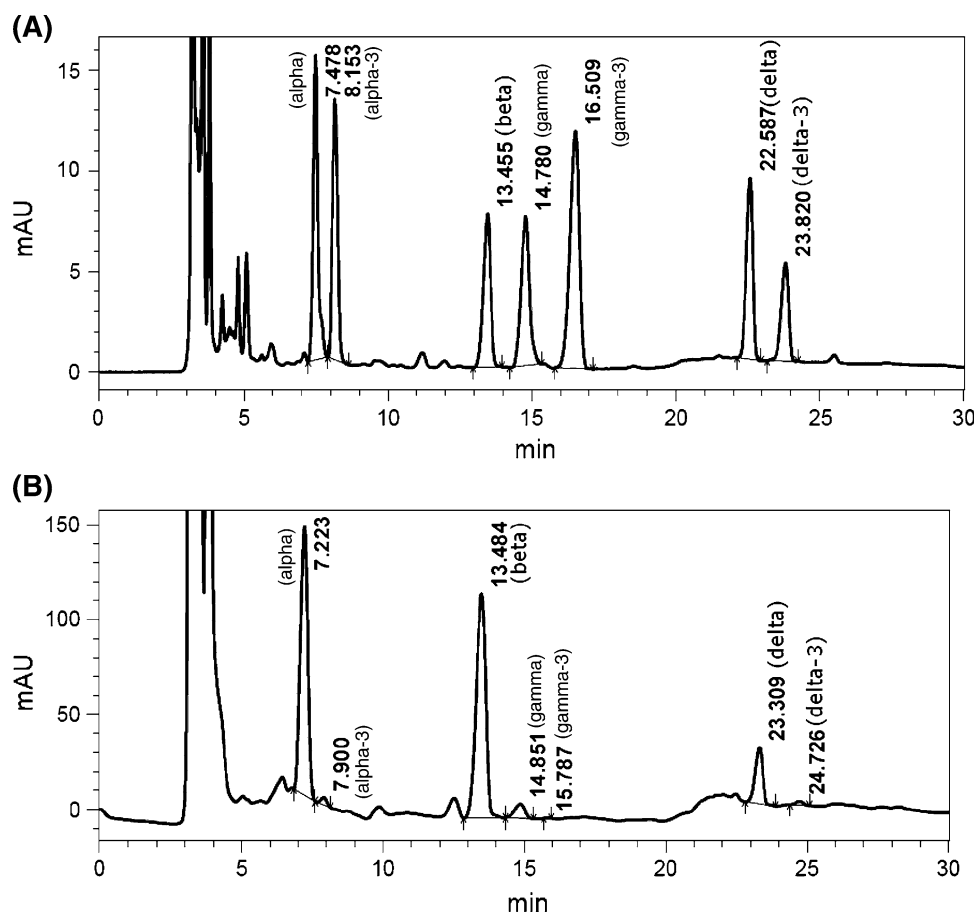 (A)
(alpha)
7.478
8.153
(alpha-3)
13.455 (beta)
14.780 (gamma)
16.509
(gamma-3)
22.587(delta)
23.820 (delta-3)
15
10
5
0
mAU
0 5 10 15 20 25 30
min
(B)
(alpha)
7.223
7.900
(alpha-3)
13.484
(beta)
14.851 (gamma)
15.787 (gamma-3)
23.309 (delta)
24.726 (delta-3)
150
100
50
0
mAU
0 5 10 15 20 25 30
min